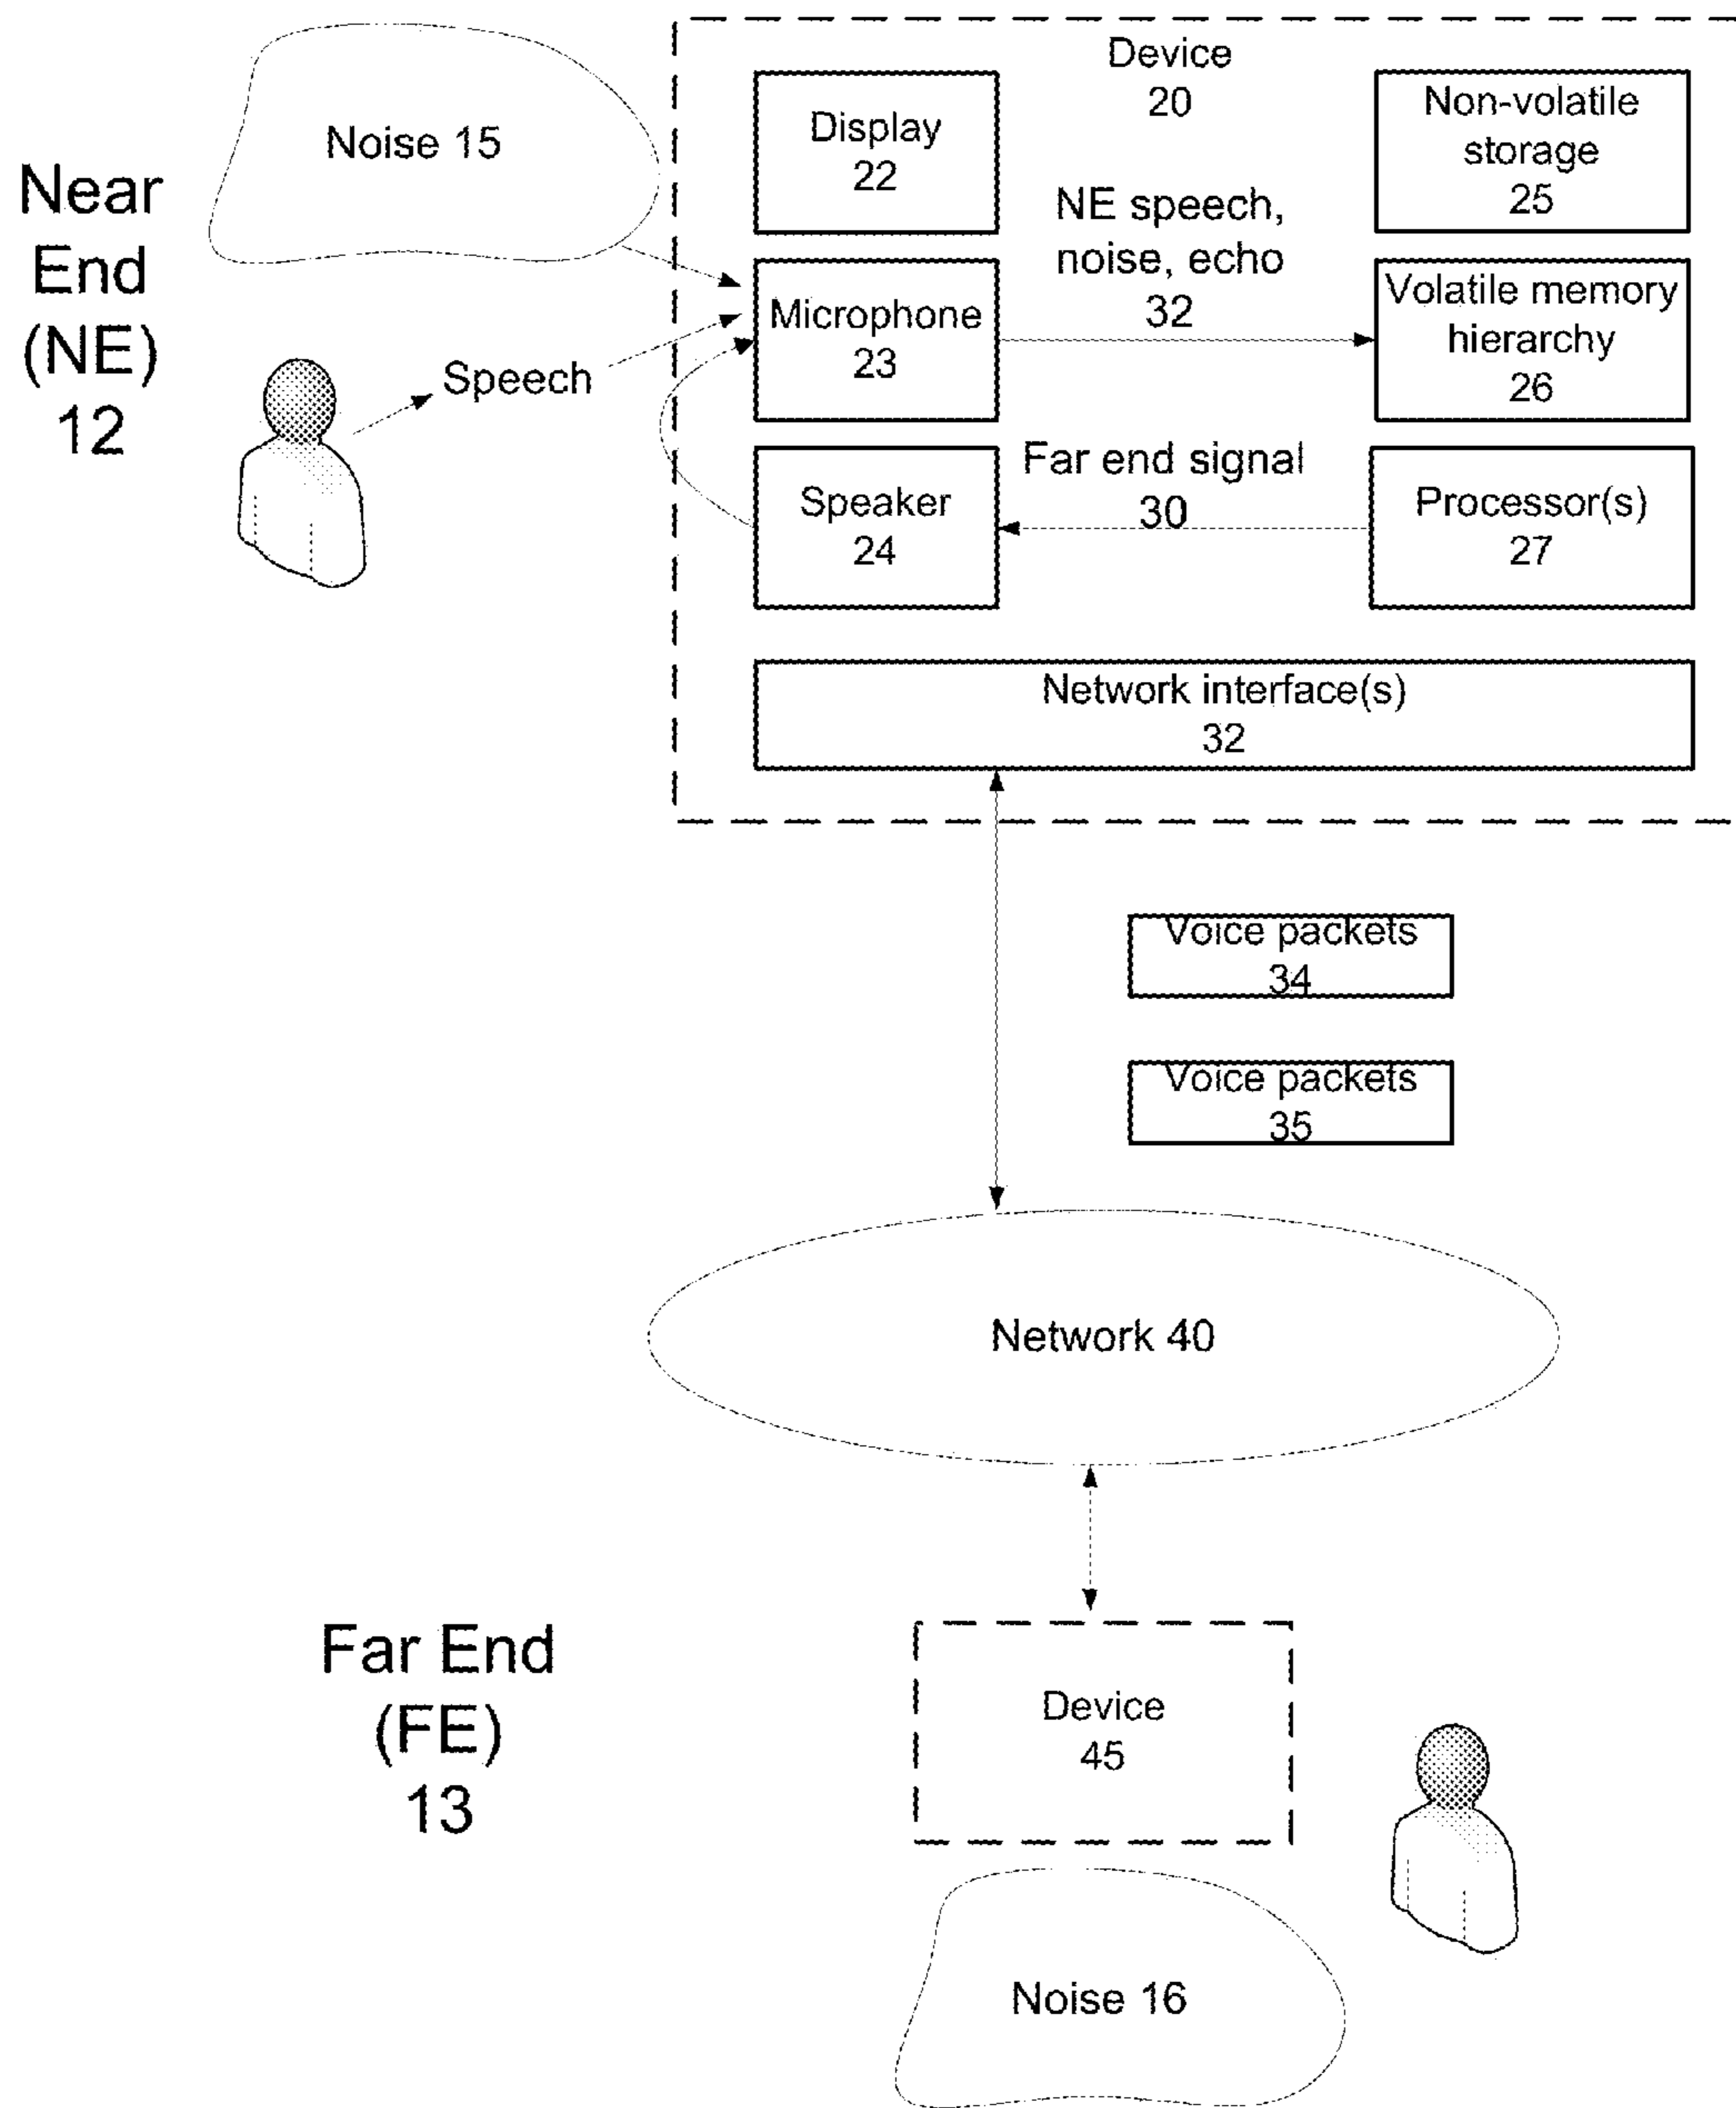 Near
End
(NE)
12
Noise 15
Speech
Device
20
Display
22
Non-volatile
storage
25
NE speech,
noise, echo
32
Microphone
23
Volatile memory
hierarchy
26
Far end signal
30
Speaker
24
Processor(s)
27
Network interface(s)
32
Voice packets
34
Voice packets
35
Network 40
Far End
(FE)
13
Device
45
Noise 16